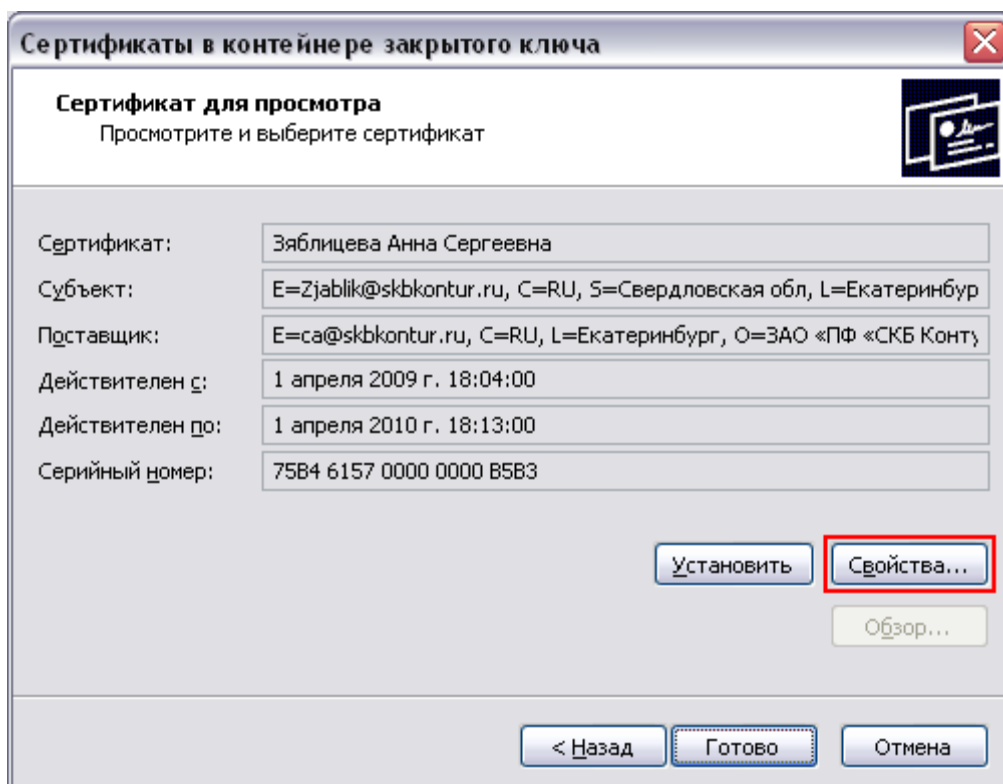 Сертификаты в контейнере закрытого ключа
Сертификат для просмотра
Просмотрите и выберите сертификат
Сертификат: Зяблицева Анна Сергеевна
Субъект: E=Zjablik@skbkontur.ru, C=RU, S=Свердловская обл, L=Екатеринбур
Поставщик: E=ca@skbkontur.ru, C=RU, L=Екатеринбург, O=ЗАО «ПФ «СКБ Конту
Действителен с: 1 апреля 2009 г. 18:04:00
Действителен по: 1 апреля 2010 г. 18:13:00
Серийный номер: 75B4 6157 0000 0000 B5B3
Установить Свойства...
Обзор...
< Назад Готово Отмена